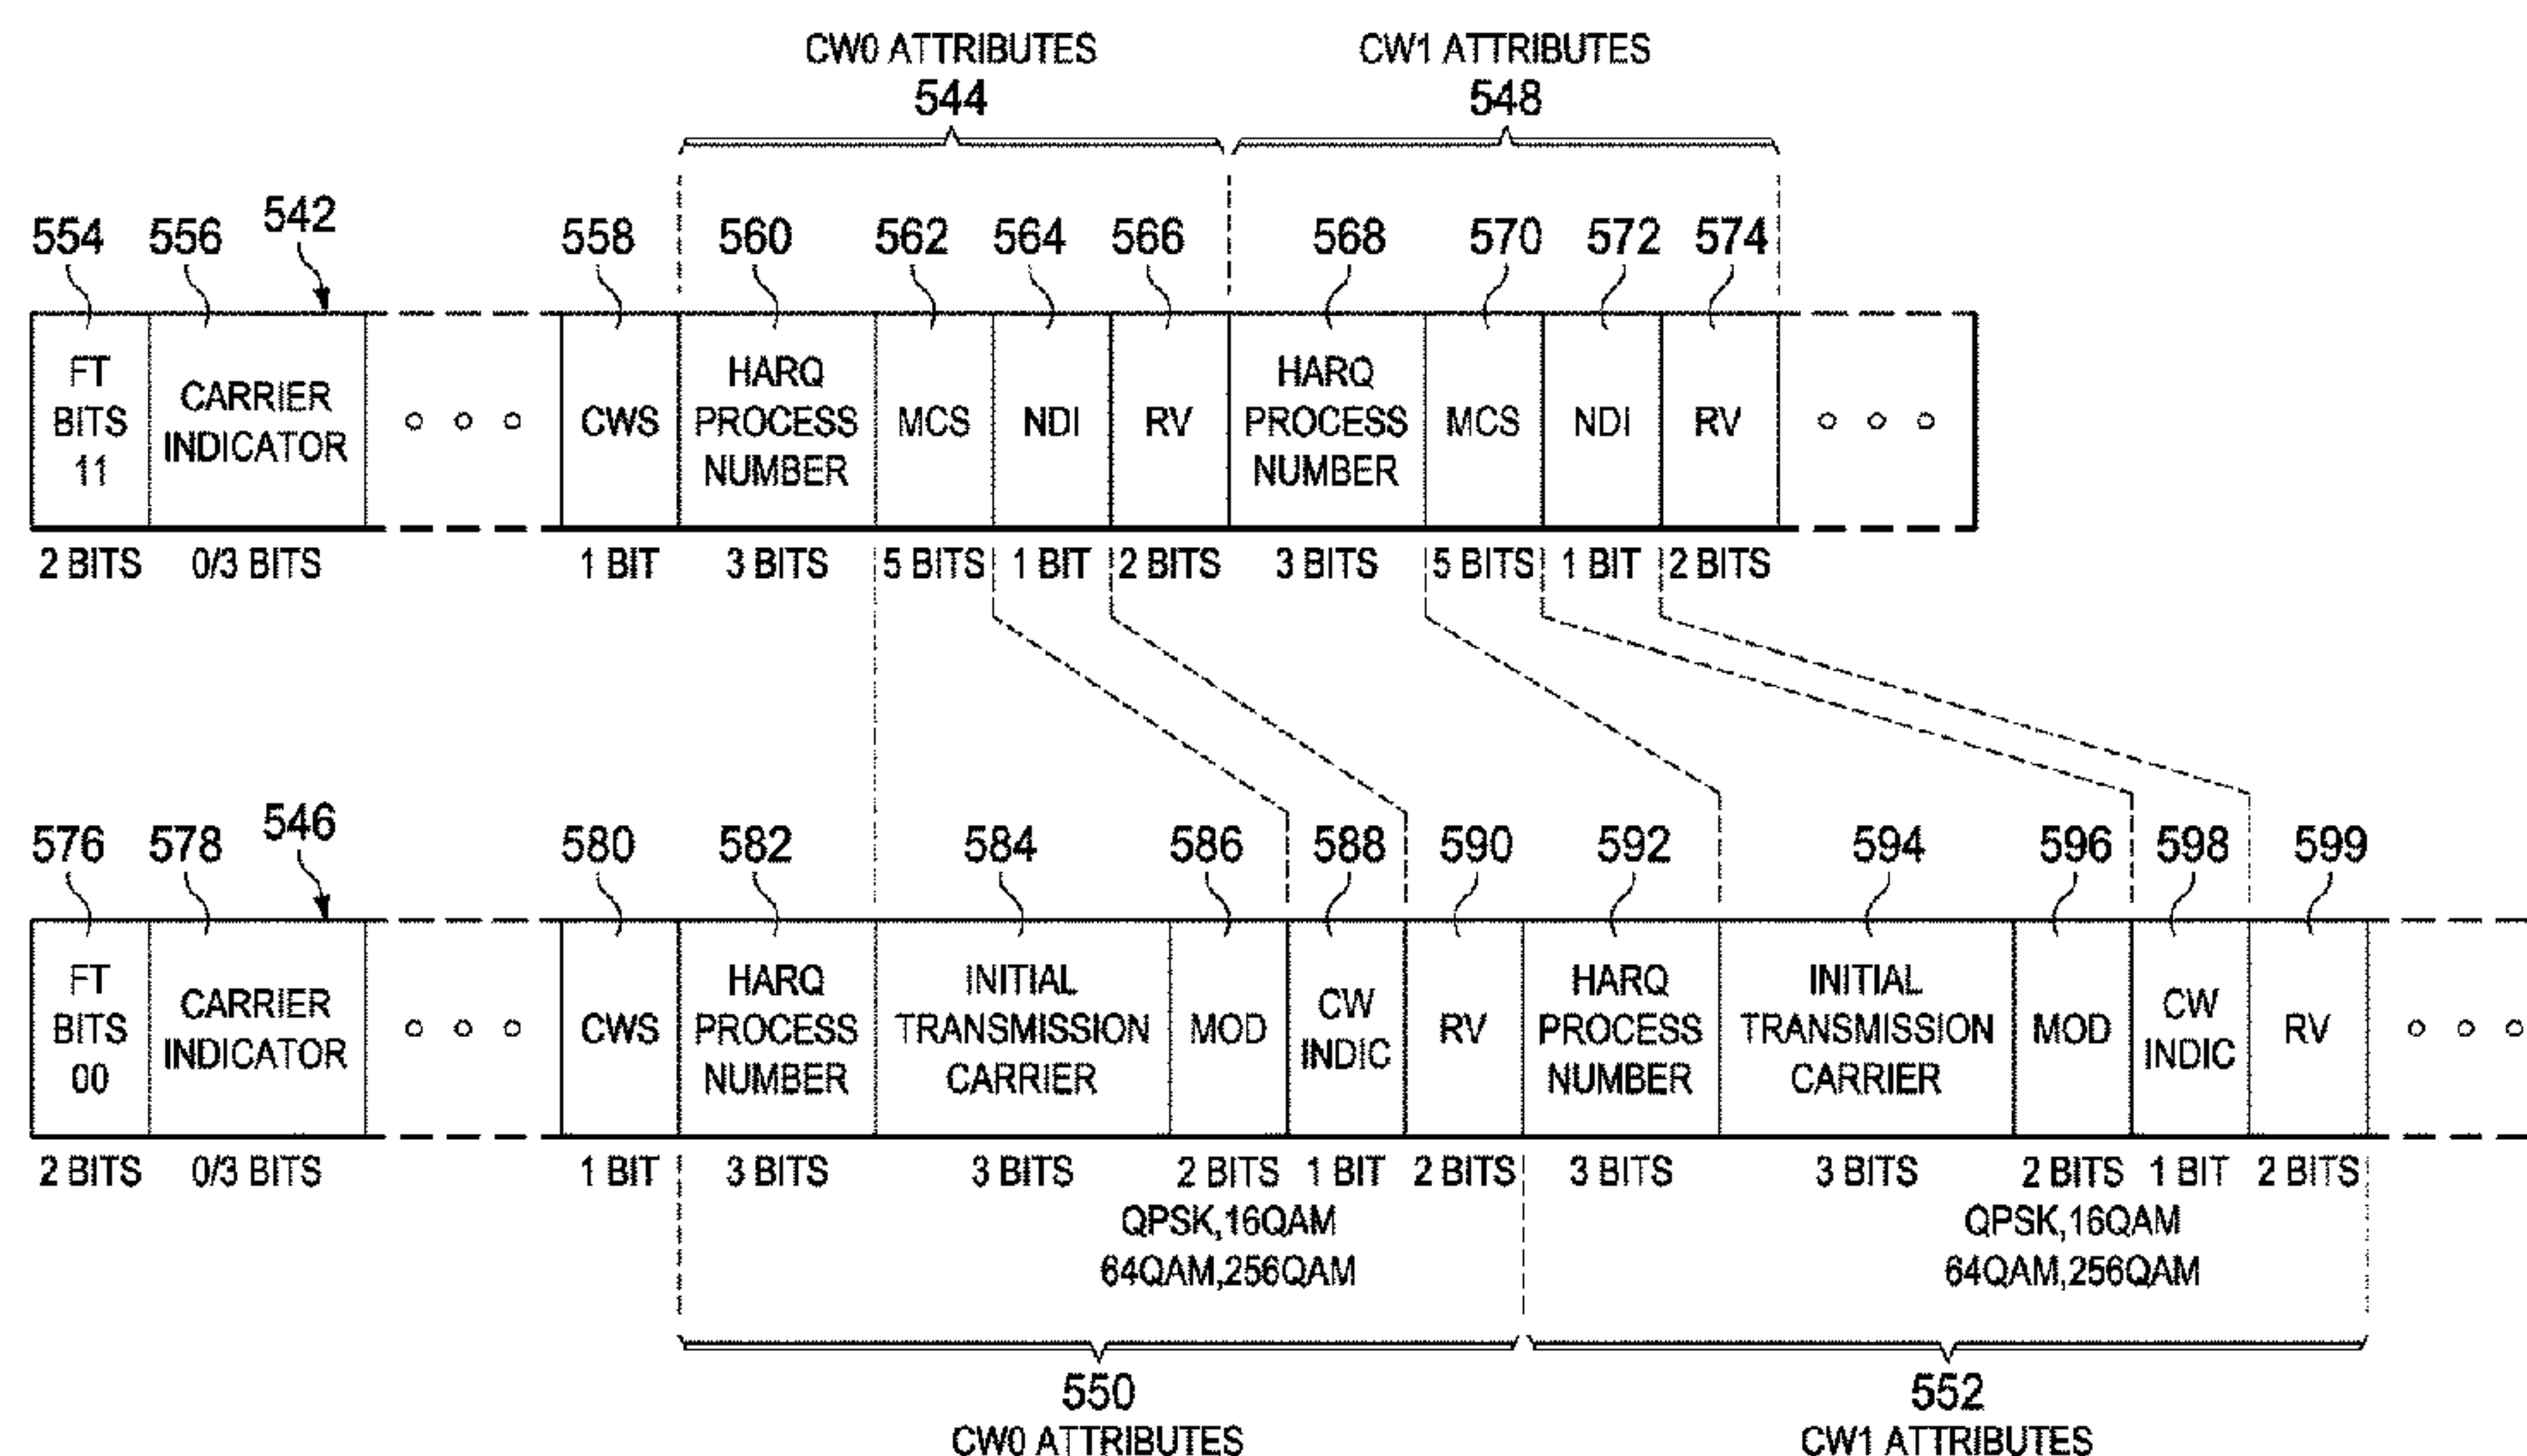 CW0 ATTRIBUTES CW1 ATTRIBUTES
544 548
554 556 542 558 560 562 564 566 568 570 572 574
FT BITS 11 CARRIER INDICATOR CWS HARQ PROCESS NUMBER MCS NDI RV HARQ PROCESS NUMBER MCS NDI RV
2 BITS 0/3 BITS 1 BIT 3 BITS 5 BITS 1 BIT 2 BITS 3 BITS 5 BITS 1 BIT 2 BITS
576 578 546 580 582 584 586 588 590 592 594 596 598 599
FT BITS 00 CARRIER INDICATOR CWS HARQ PROCESS NUMBER INITIAL TRANSMISSION CARRIER MOD CW INDIC RV HARQ PROCESS NUMBER INITIAL TRANSMISSION CARRIER MOD CW INDIC RV
2 BITS 0/3 BITS 1 BIT 3 BITS 3 BITS 2 BITS 1 BIT 2 BITS 3 BITS 3 BITS 2 BITS 1 BIT 2 BITS
QPSK,16QAM QPSK,16QAM
64QAM,256QAM 64QAM,256QAM
550 552
CW0 ATTRIBUTES CW1 ATTRIBUTES